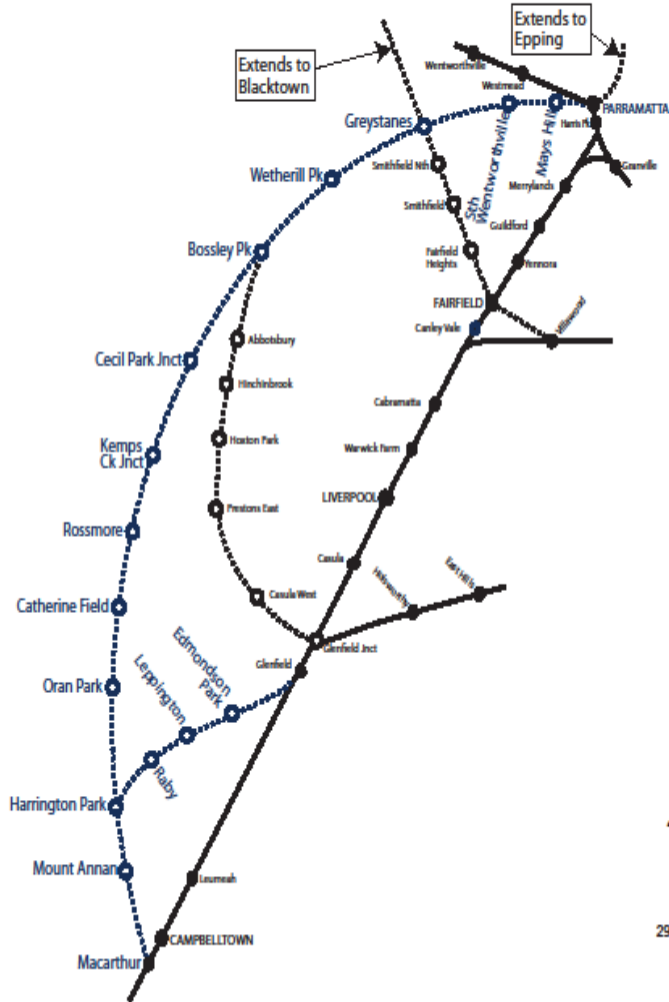 Extends to
Epping
Extends to
Blacktown
Wentworthville
Westmead
PARRAMATTA
Greystanes
Harris Pk
Sth
Wentworthville
Mays Hill
Smithfield Nth
Granville
Wetherill Pk
Merrylands
Smithfield
Guildford
Bossley Pk
Fairfield
Heights
Yennora
FAIRFIELD
Villawood
Canley Vale
Abbotsbury
Cecil Park Jnct
Hinchinbrook
Cabramatta
Hoxton Park
Kemps
Ck Jnct
Warwick Farm
LIVERPOOL
Prestons East
Rossmore
Casula
East Hills
Holsworthy
Casula West
Catherine Field
Glenfield Jnct
Edmondson
Park
Glenfield
Leppington
Oran Park
Raby
Harrington Park
Mount Annan
Leumeah
29
CAMPBELLTOWN
Macarthur